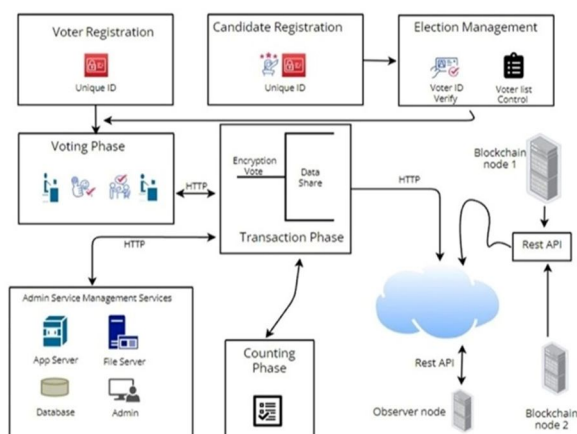 Voter Registration
Unique ID
Candidate Registration
Unique ID
Election Management
Voter ID
Verify
Voter list
Control
Voting Phase
HTTP
Encryption
Vote
Data
Share
Transaction Phase
HTTP
HTTP
Blockchain
node 1
Rest API
Admin Service Management Services
App Server
File Server
Database
Admin
Counting
Phase
Rest API
Observer node
Blockchain
node 2